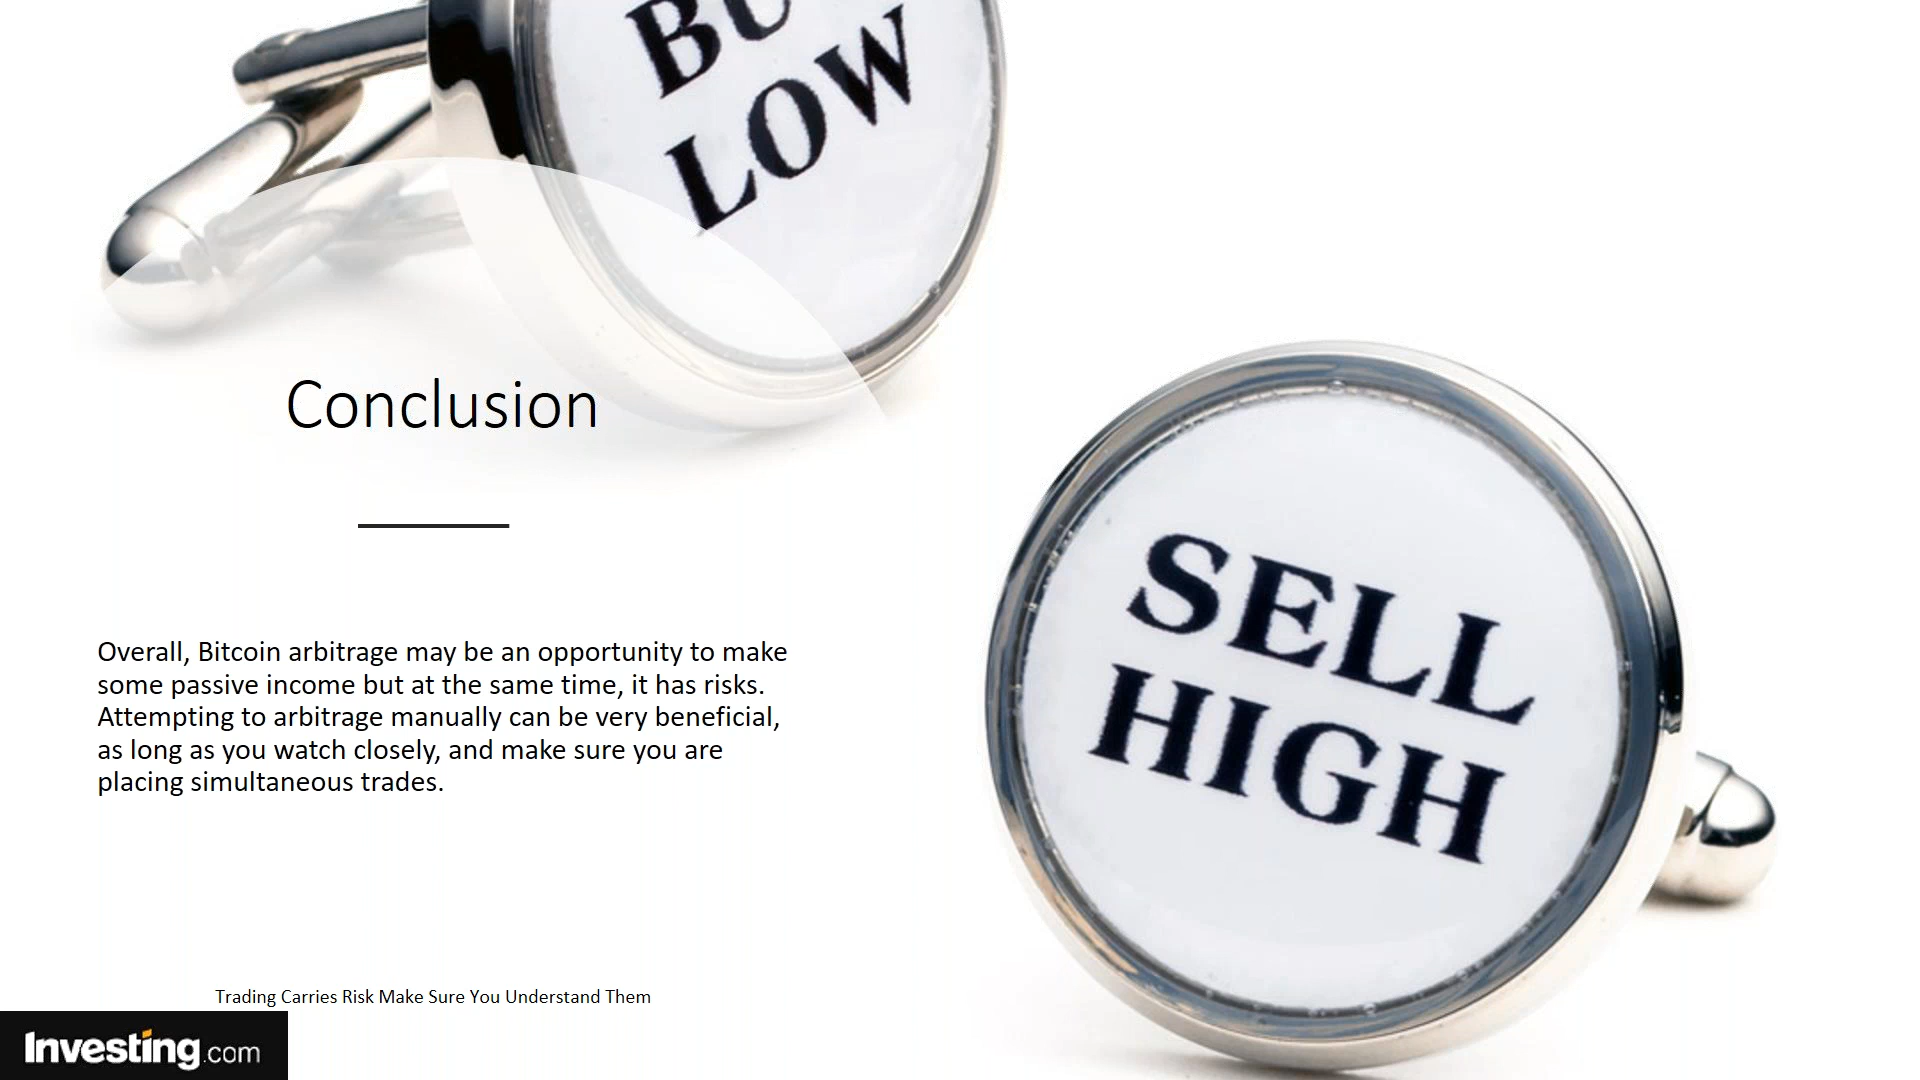 BU
LOW
Conclusion
SELL
HIGH
Overall, Bitcoin arbitrage may be an opportunity to make
some passive income but at the same time, it has risks.
Attempting to arbitrage manually can be very beneficial,
as long as you watch closely, and make sure you are
placing simultaneous trades.
Trading Carries Risk Make Sure You Understand Them
Investing.com